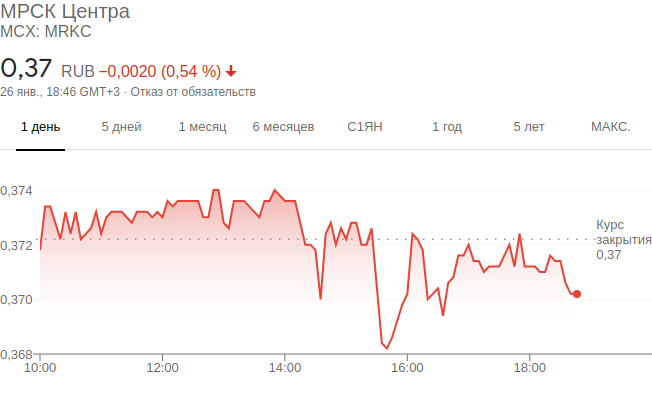 МРСК Центра
MCX: MRKC
0,37 RUB −0,0020 (0,54 %)
26 янв., 18:46 GMT+3 · Отказ от обязательств
1 день 5 дней 1 месяц 6 месяцев С1ЯН 1 год 5 лет МАКС.
0,374
Курс
закрытия
0,37
0,372
0,370
0,368
10:00 12:00 14:00 16:00 18:00